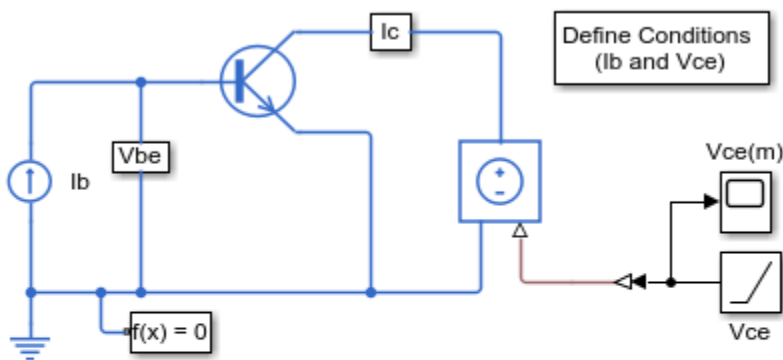 Ic
Define Conditions
(Ib and Vce)
Vbe
Ib
Vce(m)
f(x) = 0
Vce